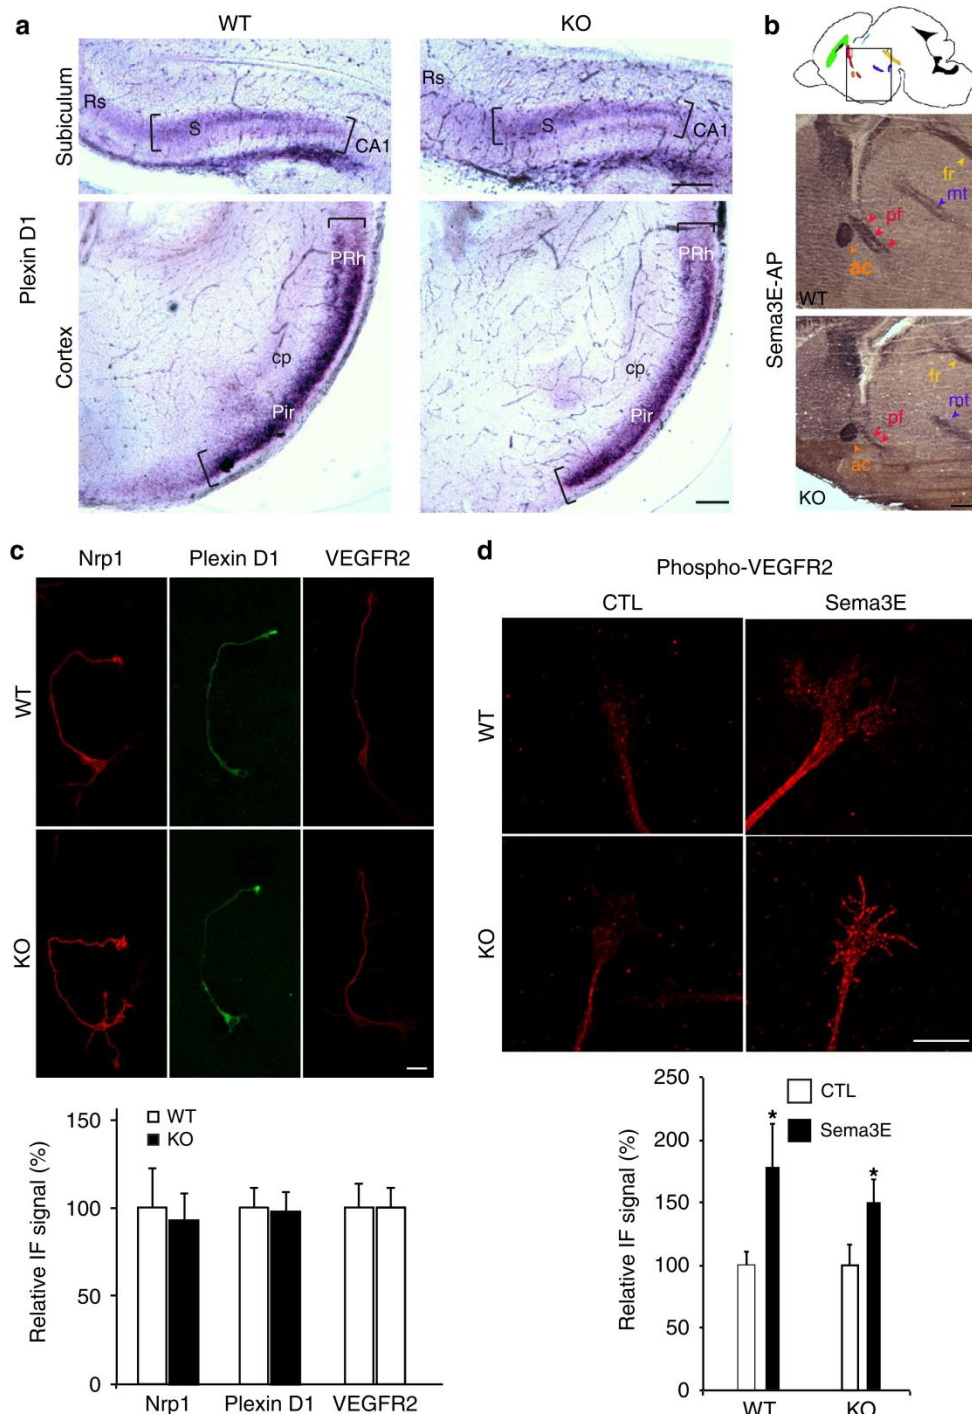 a
WT
KO
b
Subiculum
Rs
S
CA1
Rs
S
CA1
Plexin D1
Cortex
PRh
cp
Pir
PRh
cp
Pir
Sema3E-AP
fr
mt
pf
ac
WT
fr
mt
pf
ac
KO
c
Nrp1 Plexin D1 VEGFR2
WT
KO
Relative IF signal (%)
150
100
50
0
WT
KO
Nrp1 Plexin D1 VEGFR2
d
Phospho-VEGFR2
CTL Sema3E
WT
KO
Relative IF signal (%)
250
200
150
100
50
0
CTL
Sema3E
*
*
WT KO